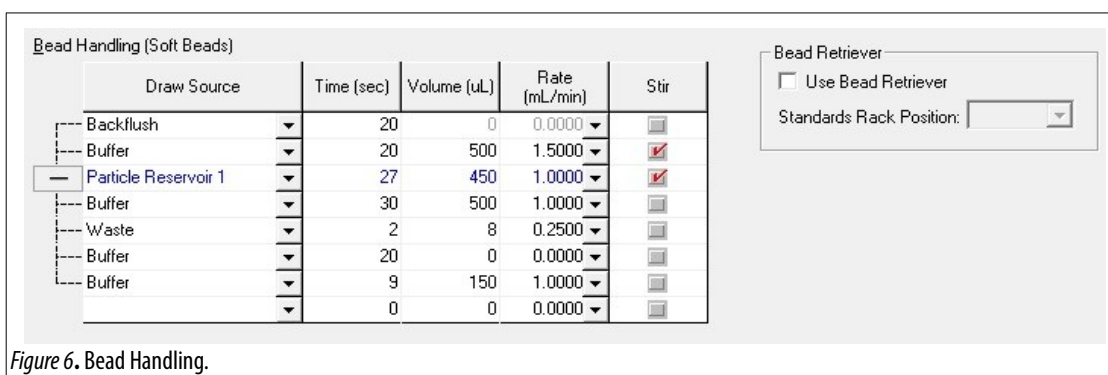 Bead Handling (Soft Beads)
Draw Source Time (sec) Volume (uL) Rate (mL/min) Stir
Backflush 20 0 0.0000
Buffer 20 500 1.5000
Particle Reservoir 1 27 450 1.0000
Buffer 30 500 1.0000
Waste 2 8 0.2500
Buffer 20 0 0.0000
Buffer 9 150 1.0000
0 0 0.0000
Bead Retriever
Use Bead Retriever
Standards Rack Position:
Figure 6. Bead Handling.